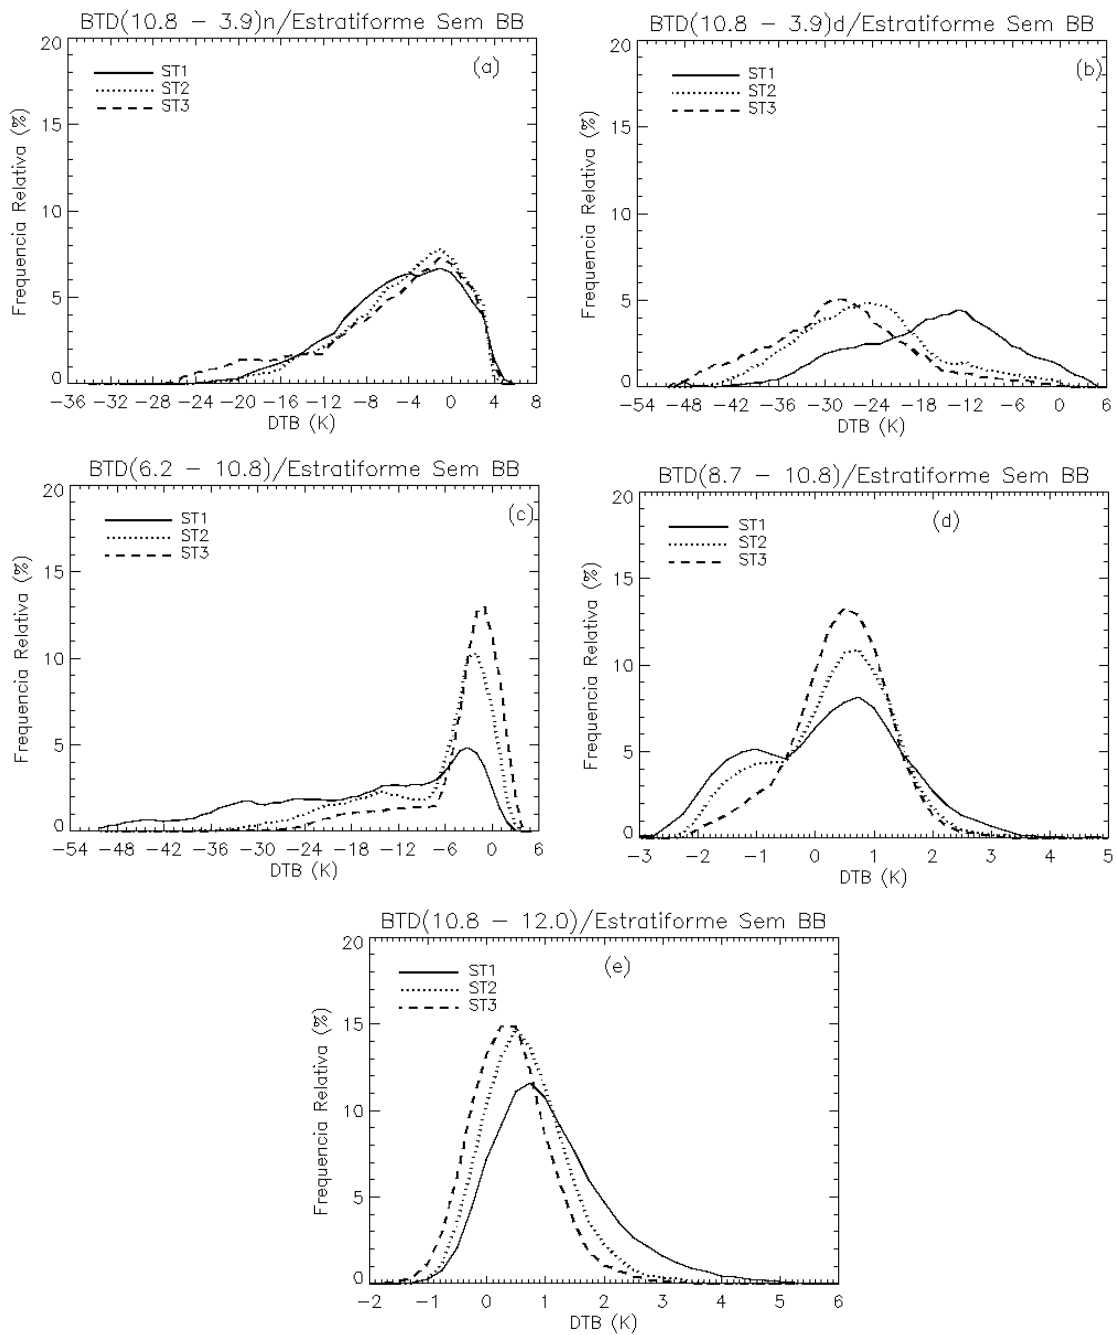 BTD(10.8 - 3.9)n/Estratiforme Sem BB
(a)
ST1
ST2
ST3
Frequencia Relativa (%)
20
15
10
5
0
-36 -32 -28 -24 -20 -16 -12 -8 -4 0 4 8
DTB (K)
BTD(10.8 - 3.9)d/Estratiforme Sem BB
(b)
ST1
ST2
ST3
Frequencia Relativa (%)
20
15
10
5
0
-54 -48 -42 -36 -30 -24 -18 -12 -6 0 6
DTB (K)
BTD(6.2 - 10.8)/Estratiforme Sem BB
(c)
ST1
ST2
ST3
Frequencia Relativa (%)
20
15
10
5
0
-54 -48 -42 -36 -30 -24 -18 -12 -6 0 6
DTB (K)
BTD(8.7 - 10.8)/Estratiforme Sem BB
(d)
ST1
ST2
ST3
Frequencia Relativa (%)
20
15
10
5
0
-3 -2 -1 0 1 2 3 4 5
DTB (K)
BTD(10.8 - 12.0)/Estratiforme Sem BB
(e)
ST1
ST2
ST3
Frequencia Relativa (%)
20
15
10
5
0
-2 -1 0 1 2 3 4 5 6
DTB (K)